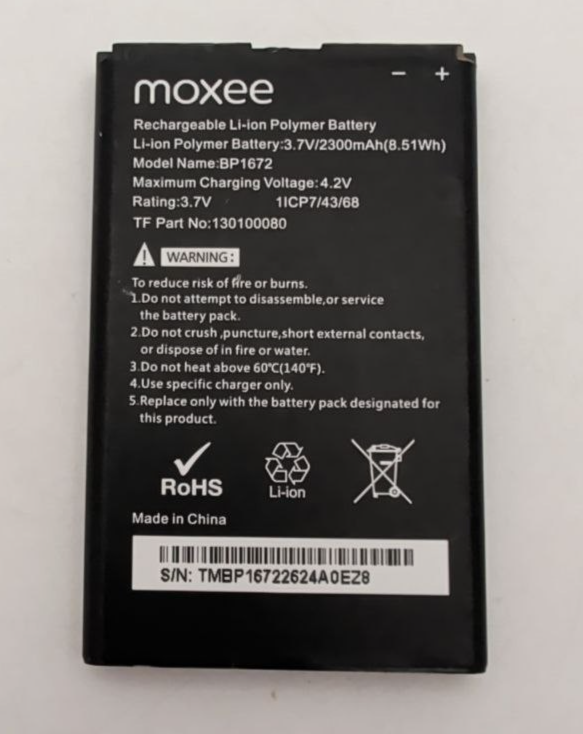 − +
moxee
Rechargeable Li-ion Polymer Battery
Li-ion Polymer Battery:3.7V/2300mAh(8.51Wh)
Model Name:BP1672
Maximum Charging Voltage:4.2V
Rating:3.7V 1ICP7/43/68
TF Part No:130100080
WARNING:
To reduce risk of fire or burns.
1.Do not attempt to disassemble,or service
the battery pack.
2.Do not crush ,puncture,short external contacts,
or dispose of in fire or water.
3.Do not heat above 60℃(140℉).
4.Use specific charger only.
5.Replace only with the battery pack designated for
this product.
RoHS
Li-ion
Made in China
S/N: TMBP16722624A0EZ8